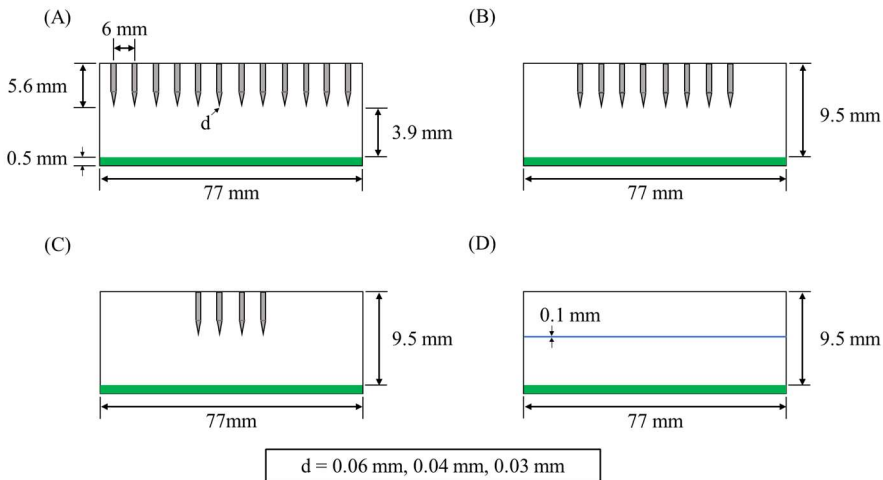 (A)
6 mm
5.6 mm
d
3.9 mm
0.5 mm
77 mm
(B)
9.5 mm
77 mm
(C)
9.5 mm
77mm
(D)
0.1 mm
9.5 mm
77 mm
d = 0.06 mm, 0.04 mm, 0.03 mm